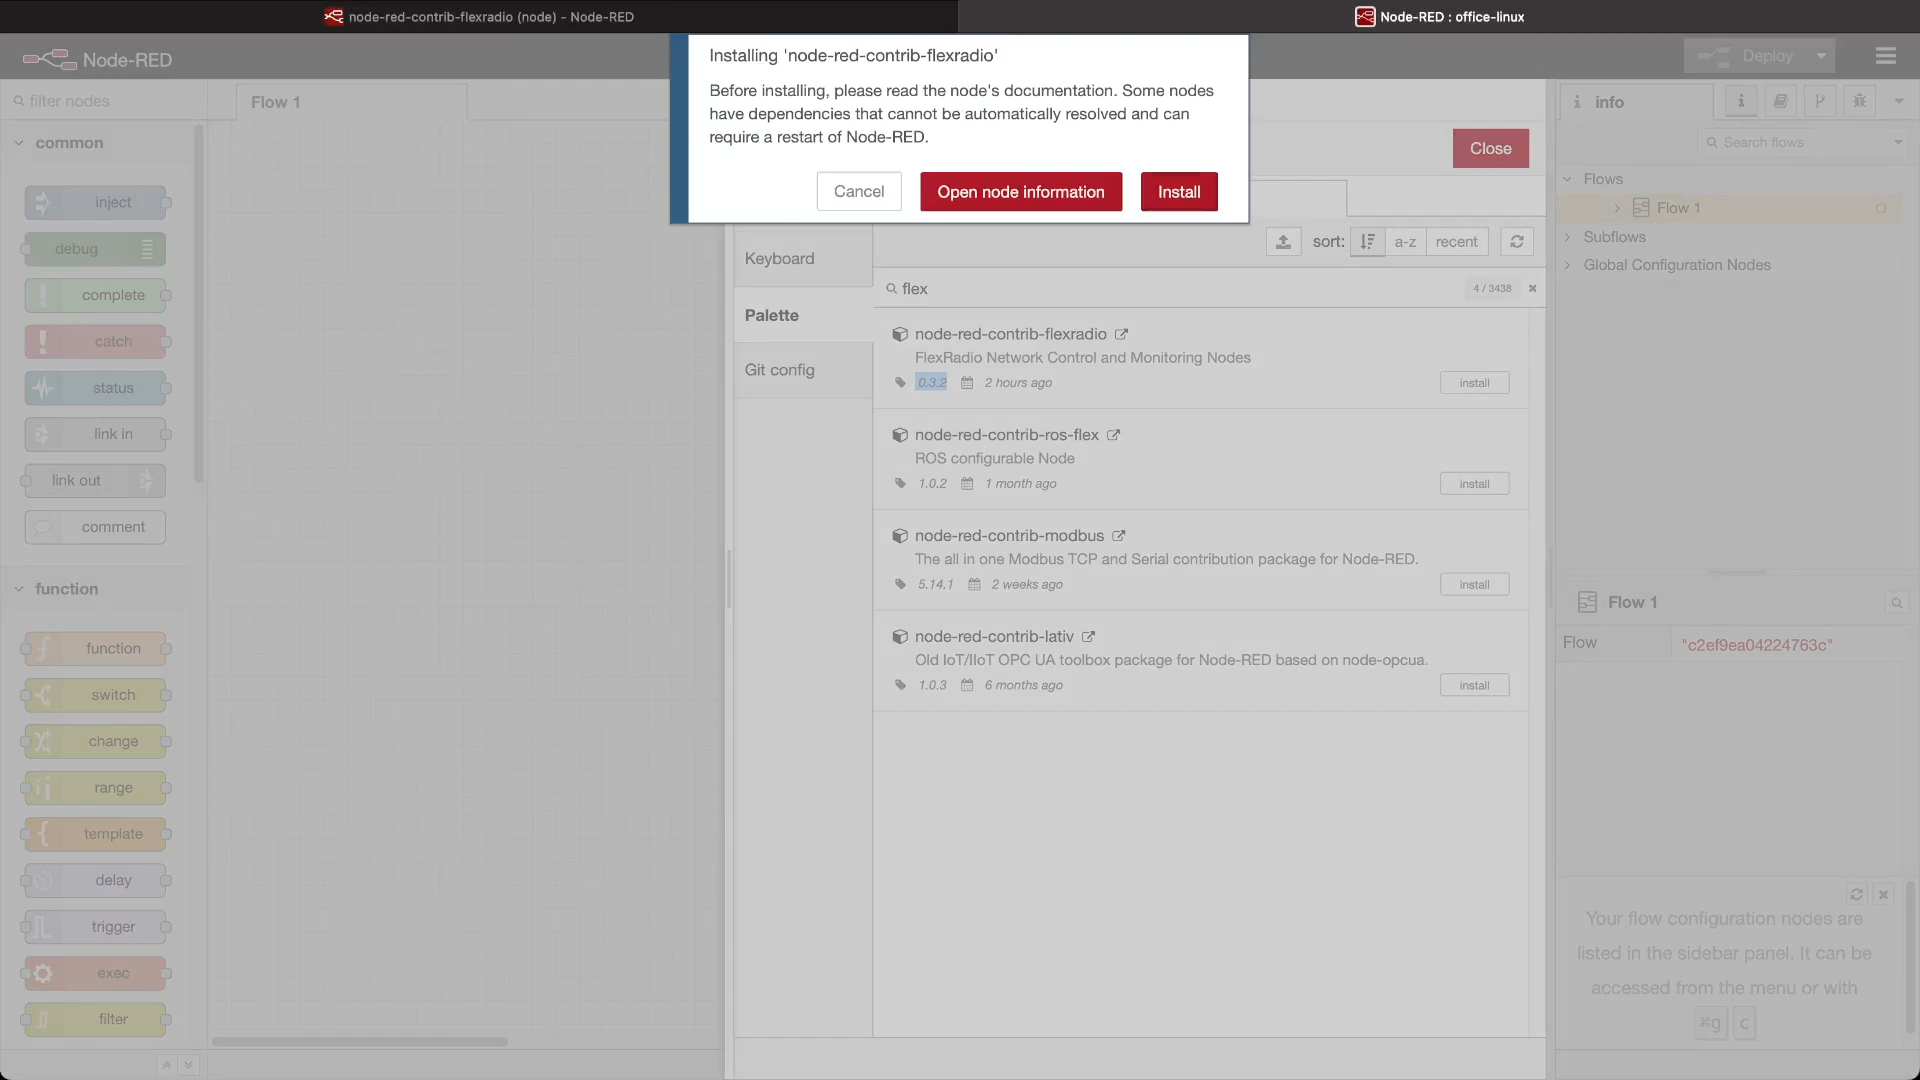 node-red-contrib-flexradio (node) - Node-RED
Node-RED : office-linux
Node-RED
Deploy
Installing 'node-red-contrib-flexradio'
Before installing, please read the node's documentation. Some nodes
have dependencies that cannot be automatically resolved and can
require a restart of Node-RED.
Cancel
Open node information
Install
Close
filter nodes
Flow 1
common
inject
debug
complete
catch
status
link in
link out
comment
function
function
switch
change
range
template
delay
trigger
exec
filter
Keyboard
Palette
Git config
sort:
a-z
recent
flex
4 / 3438
node-red-contrib-flexradio
FlexRadio Network Control and Monitoring Nodes
0.3.2
2 hours ago
install
node-red-contrib-ros-flex
ROS configurable Node
1.0.2
1 month ago
install
node-red-contrib-modbus
The all in one Modbus TCP and Serial contribution package for Node-RED.
5.14.1
2 weeks ago
install
node-red-contrib-lativ
Old IoT/IIoT OPC UA toolbox package for Node-RED based on node-opcua.
1.0.3
6 months ago
install
info
Search flows
Flows
Flow 1
Subflows
Global Configuration Nodes
Flow 1
Flow
"c2ef9ea04224763c"
Your flow configuration nodes are
listed in the sidebar panel. It can be
accessed from the menu or with
⌘g
c